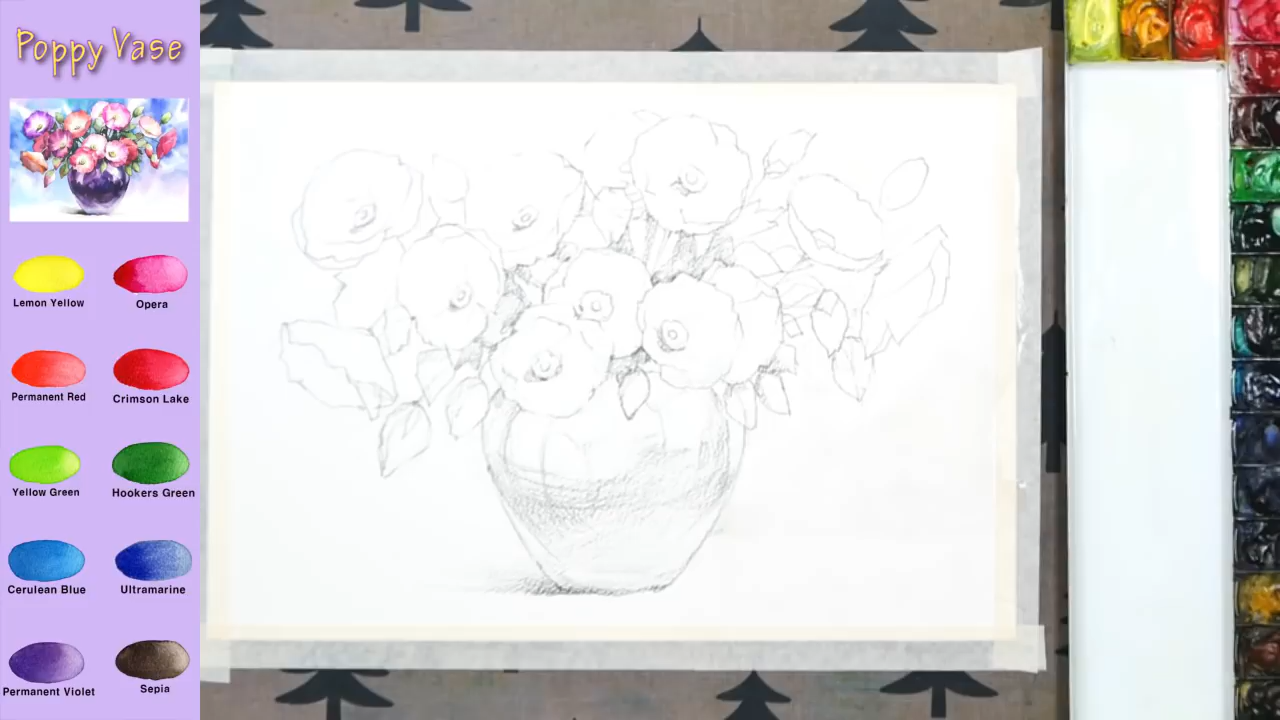 Poppy Vase
Lemon Yellow
Opera
Permanent Red
Crimson Lake
Yellow Green
Hookers Green
Cerulean Blue
Ultramarine
Permanent Violet
Sepia